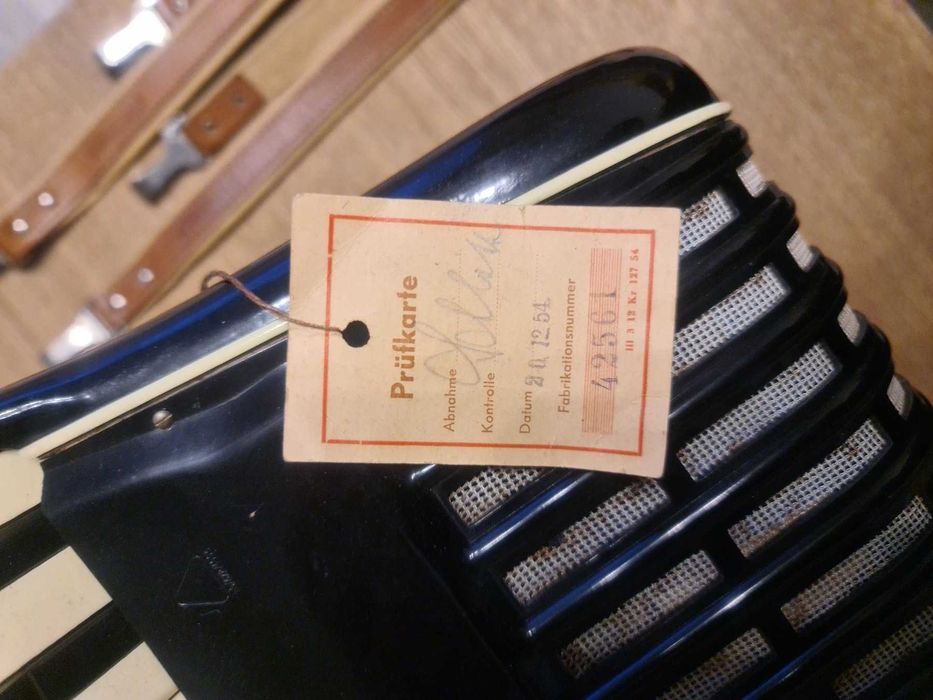 Prüfkarte
Abnahme
Kontrolle
Datum 20.12.54
Fabrikationsnummer
42561
III 3 12 Kr 127 54